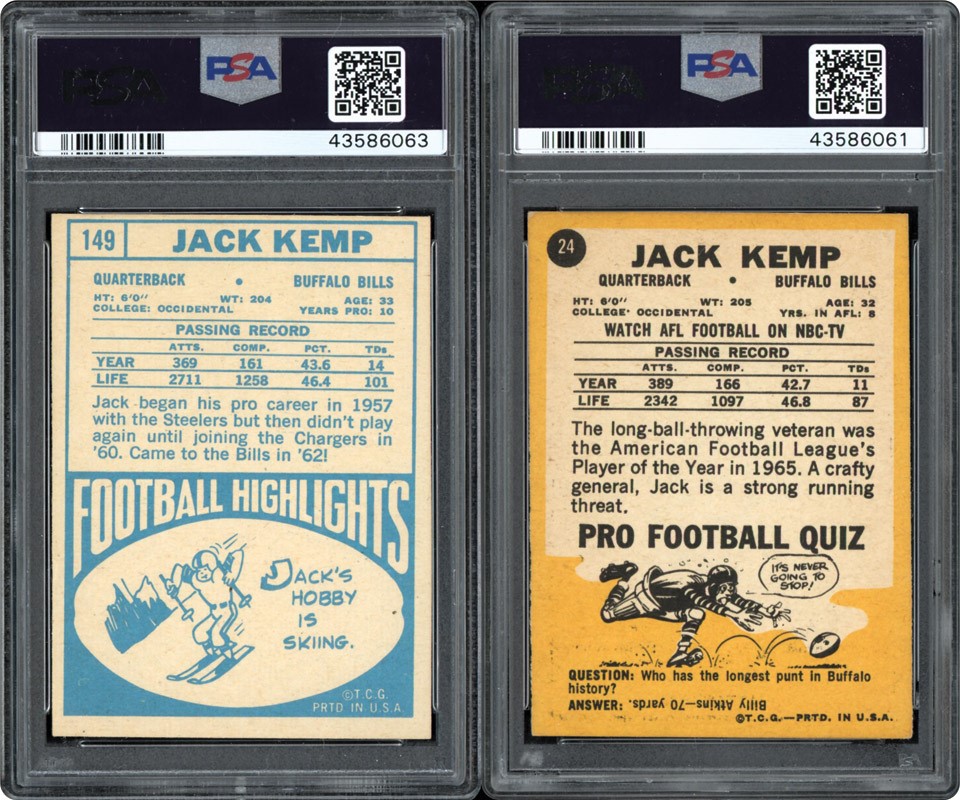 PSA
PSA
43586063
149 JACK KEMP
QUARTERBACK • BUFFALO BILLS
HT: 6'0" WT: 204 AGE: 33
COLLEGE: OCCIDENTAL YEARS PRO: 10
PASSING RECORD
ATTS. COMP. PCT. TDs
YEAR 369 161 43.6 14
LIFE 2711 1258 46.4 101
Jack began his pro career in 1957
with the Steelers but then didn't play
again until joining the Chargers in
'60. Came to the Bills in '62!
FOOTBALL HIGHLIGHTS
JACK'S
HOBBY
IS
SKIING.
©T.C.G.
PRTD IN U.S.A.
PSA
PSA
43586061
24
JACK KEMP
QUARTERBACK • BUFFALO BILLS
HT: 6'0" WT: 205 AGE: 32
COLLEGE: OCCIDENTAL YRS. IN AFL: 8
WATCH AFL FOOTBALL ON NBC-TV
PASSING RECORD
ATTS. COMP. PCT. TDs
YEAR 389 166 42.7 11
LIFE 2342 1097 46.8 87
The long-ball-throwing veteran was
the American Football League's
Player of the Year in 1965. A crafty
general, Jack is a strong running
threat.
PRO FOOTBALL QUIZ
IT'S NEVER
GOING TO
STOP!
QUESTION: Who has the longest punt in Buffalo
history?
ANSWER: Billy Atkins—70 yards.
©T.C.G.—PRTD. IN U.S.A.